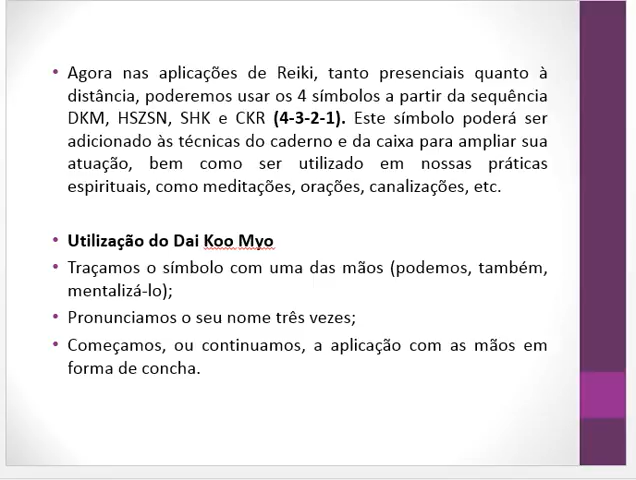 • Agora nas aplicações de Reiki, tanto presenciais quanto à
distância, poderemos usar os 4 símbolos a partir da sequência
DKM, HSZSN, SHK e CKR (4-3-2-1). Este símbolo poderá ser
adicionado às técnicas do caderno e da caixa para ampliar sua
atuação, bem como ser utilizado em nossas práticas
espirituais, como meditações, orações, canalizações, etc.
• Utilização do Dai Koo Myo
• Traçamos o símbolo com uma das mãos (podemos, também,
mentalizá-lo);
• Pronunciamos o seu nome três vezes;
• Começamos, ou continuamos, a aplicação com as mãos em
forma de concha.